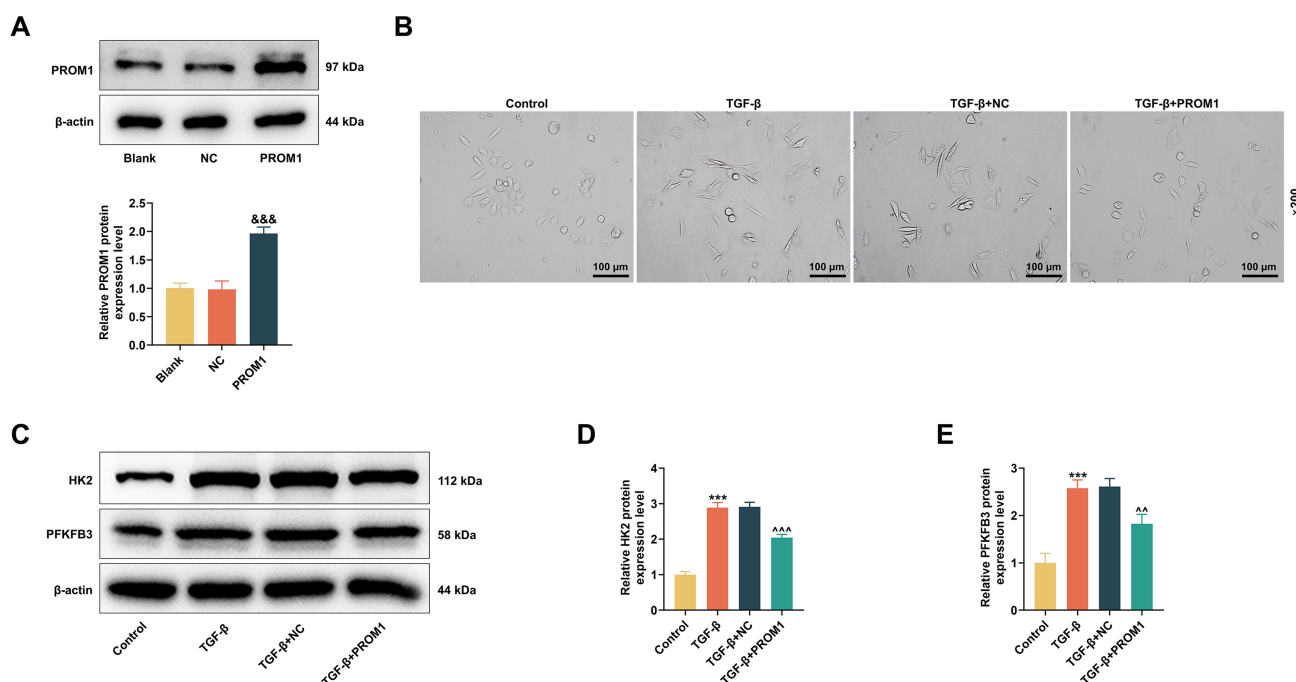 A
PROM1
97 kDa
β-actin
44 kDa
Blank
NC
PROM1
Relative PROM1 protein
expression level
2.5
2.0
1.5
1.0
0.5
0.0
&&&
Blank
NC
PROM1
B
Control
TGF-β
TGF-β+NC
TGF-β+PROM1
100 μm
100 μm
100 μm
100 μm
×200
C
HK2
112 kDa
PFKFB3
58 kDa
β-actin
44 kDa
Control
TGF-β
TGF-β+NC
TGF-β+PROM1
D
Relative HK2 protein
expression level
4
3
2
1
0
***
^^^
Control
TGF-β
TGF-β+NC
TGF-β+PROM1
E
Relative PFKFB3 protein
expression level
3
2
1
0
***
^^
Control
TGF-β
TGF-β+NC
TGF-β+PROM1